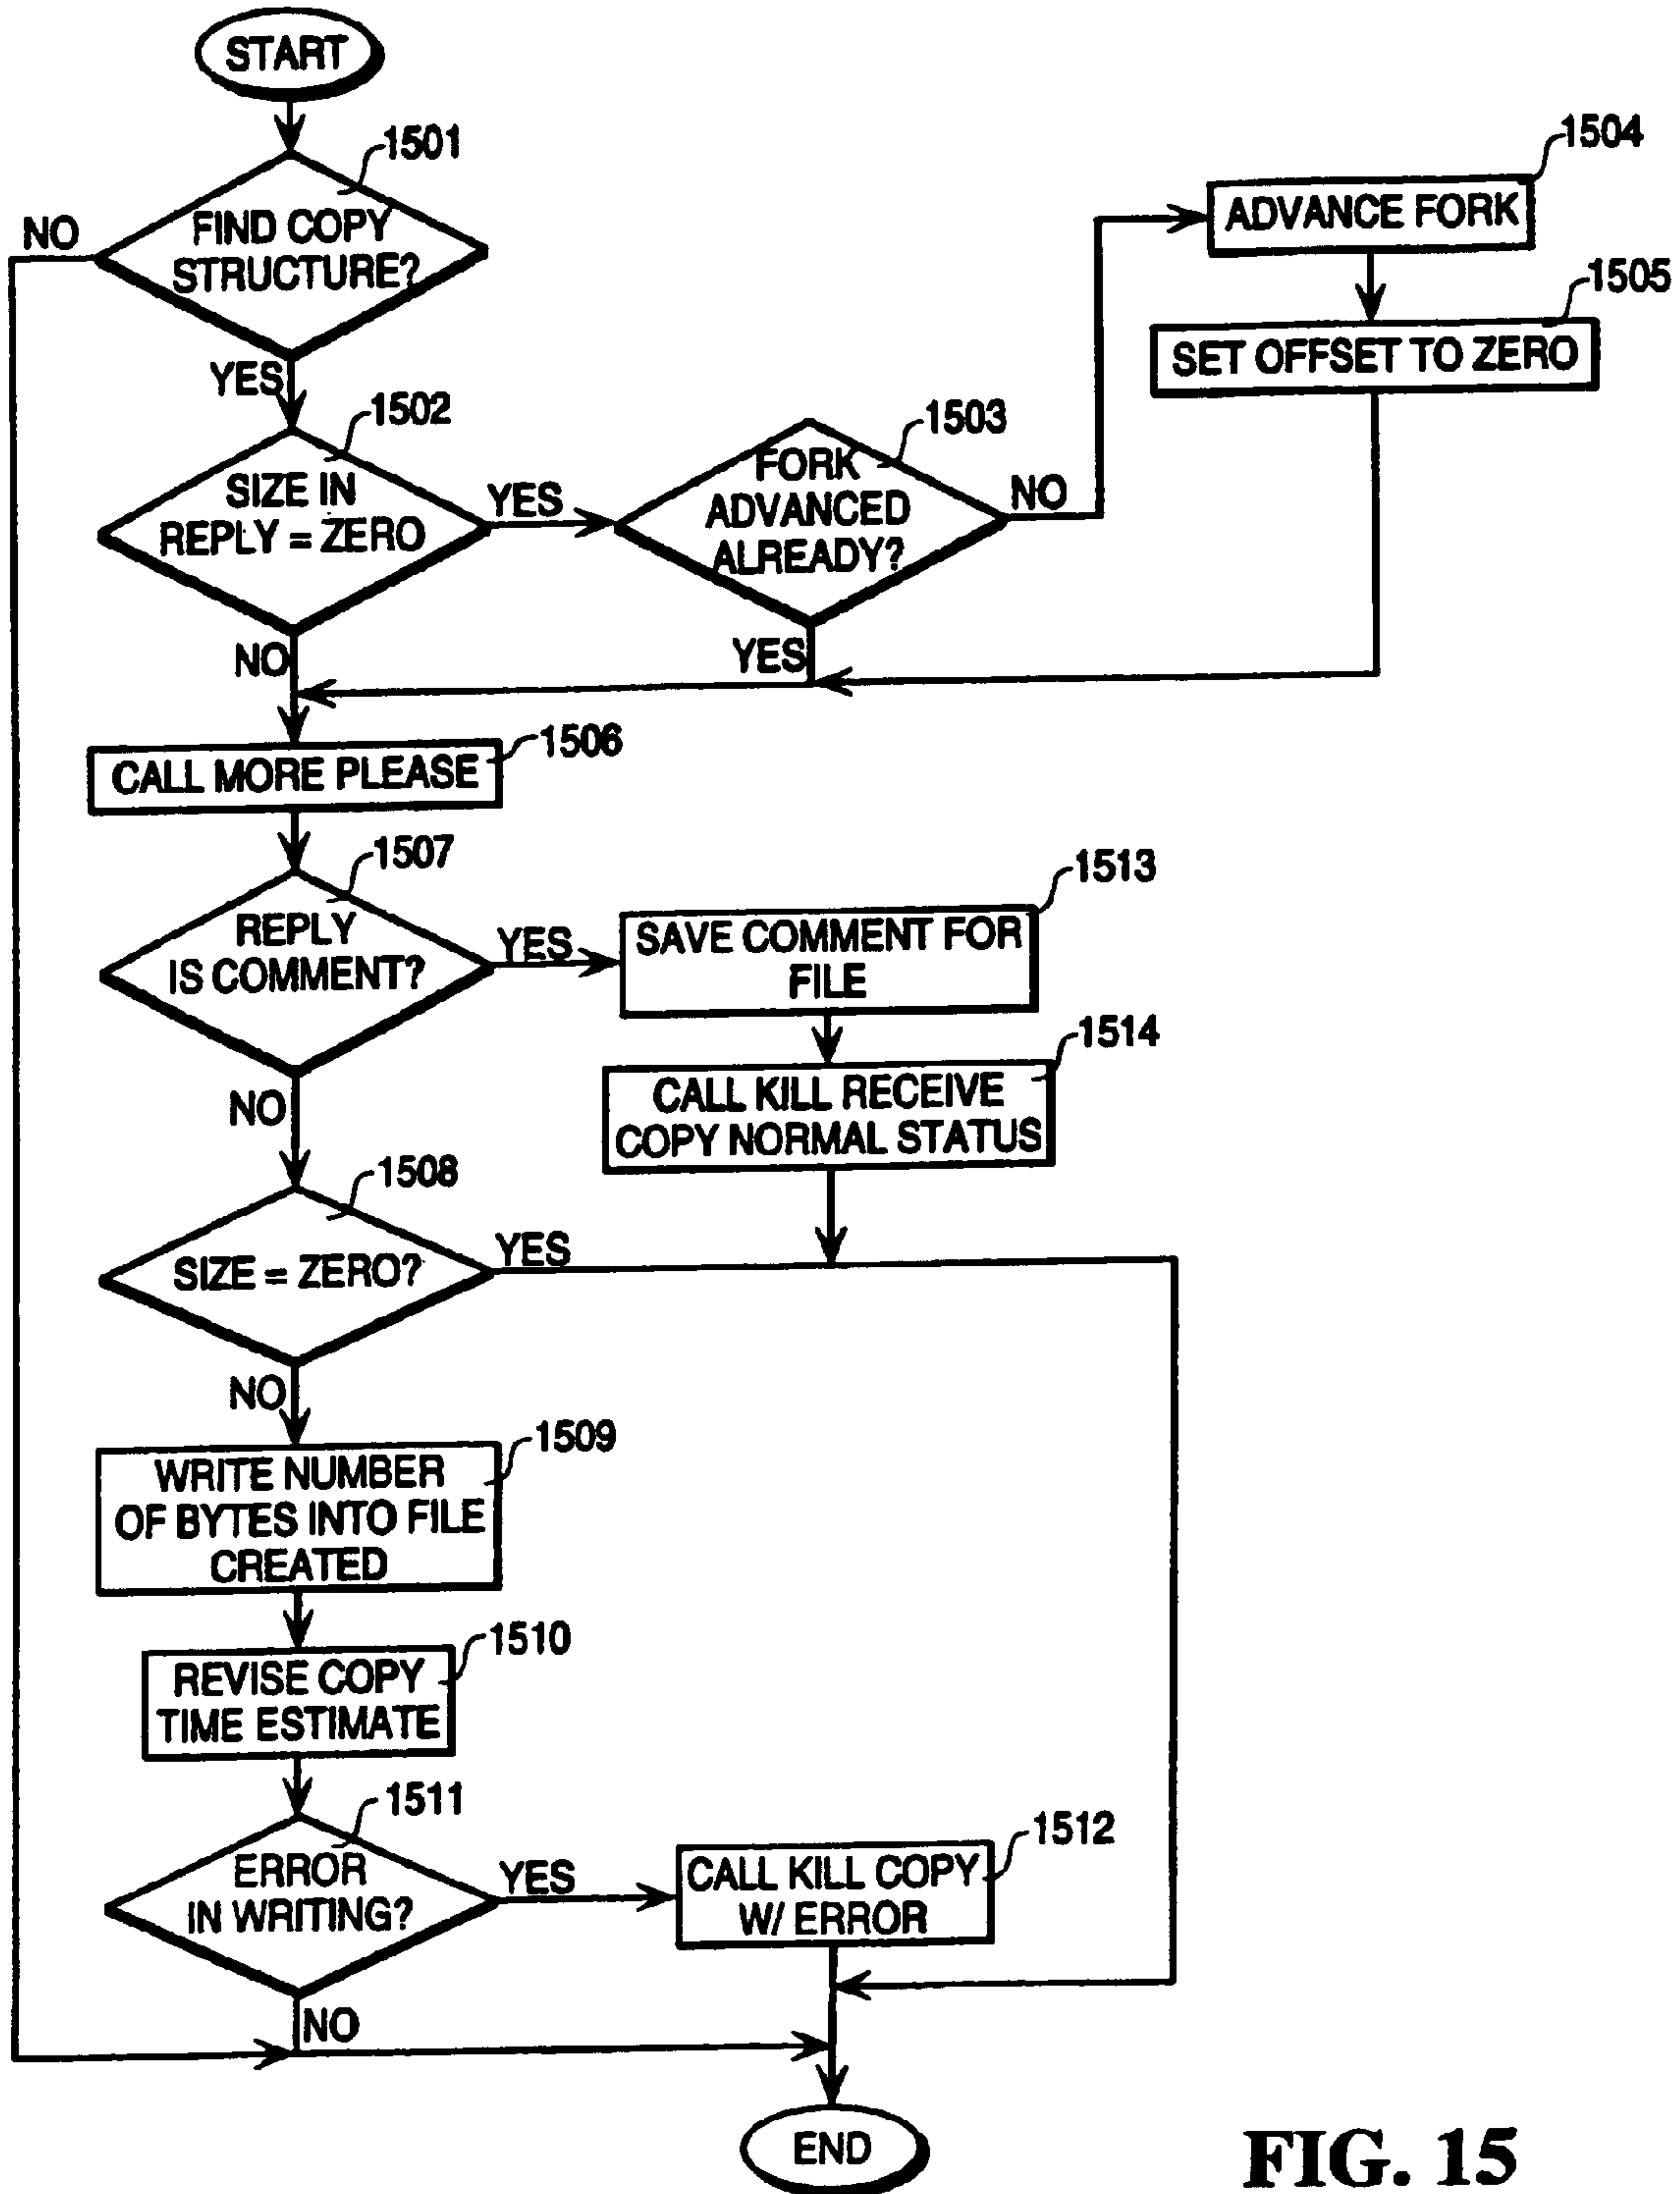 START
1501
FIND COPY
STRUCTURE?
NO
YES
1502
SIZE IN
REPLY = ZERO
YES
NO
1503
FORK
ADVANCED
ALREADY?
NO
YES
1504
ADVANCE FORK
1505
SET OFFSET TO ZERO
1506
CALL MORE PLEASE
1507
REPLY
IS COMMENT?
YES
NO
1513
SAVE COMMENT FOR
FILE
1514
CALL KILL RECEIVE
COPY NORMAL STATUS
1508
SIZE = ZERO?
YES
NO
1509
WRITE NUMBER
OF BYTES INTO FILE
CREATED
1510
REVISE COPY
TIME ESTIMATE
1511
ERROR
IN WRITING?
YES
NO
1512
CALL KILL COPY
W/ ERROR
END
FIG. 15